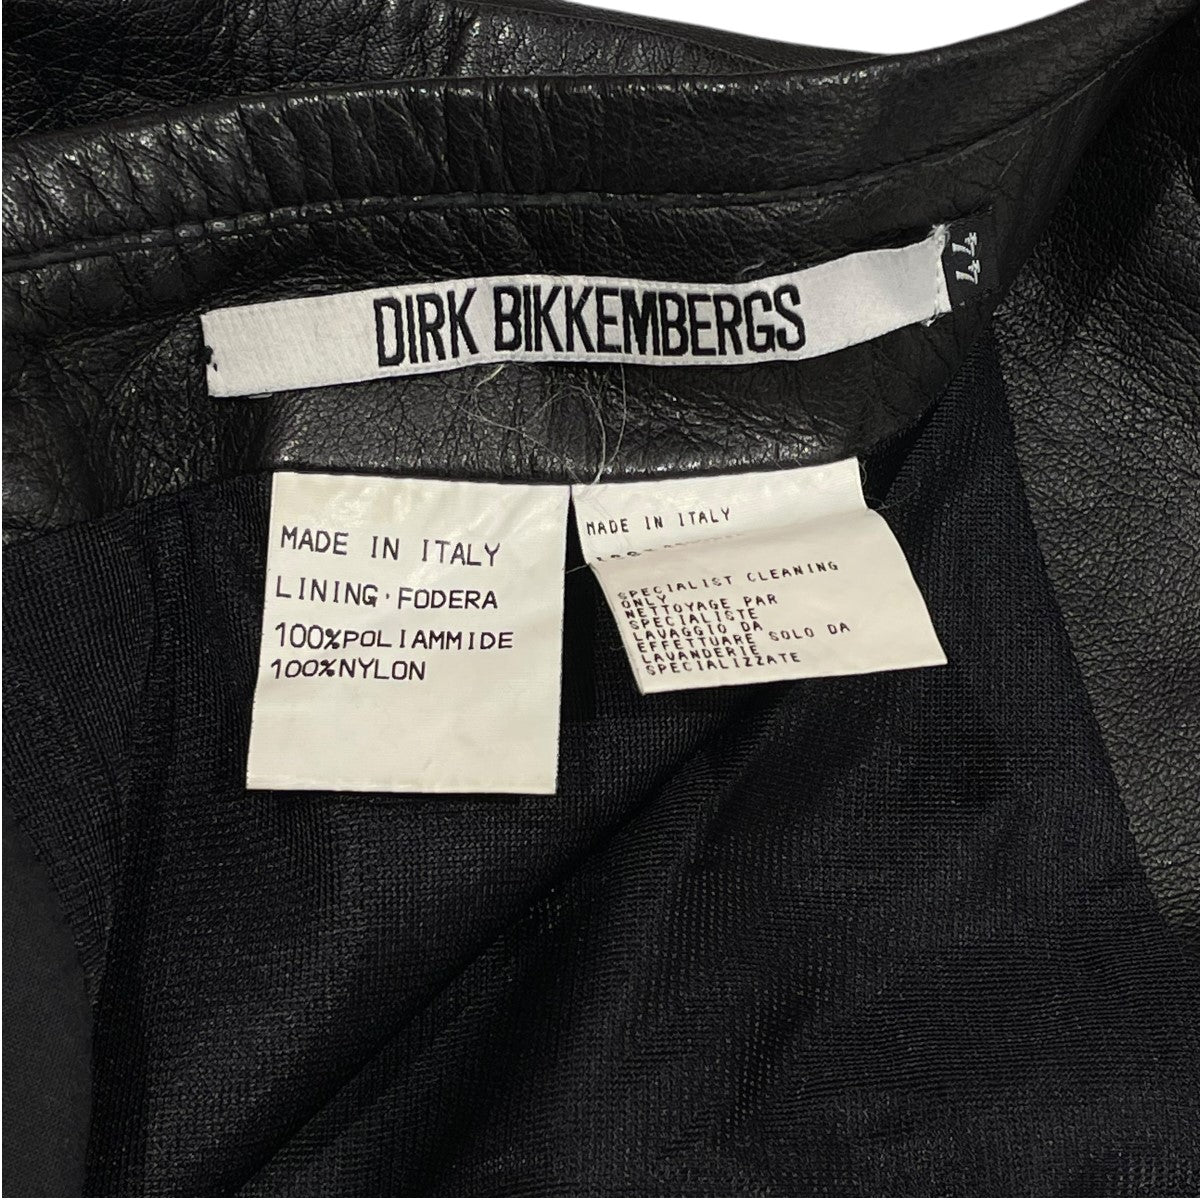 DIRK BIKKEMBERGS
44
MADE IN ITALY
LINING·FODERA
100%POLIAMMIDE
100%NYLON
MADE IN ITALY
SPECIALIST CLEANING
ONLY
NETTOYAGE PAR
SPECIALISTE
LAVAGGIO DA
EFFETTUARE SOLO DA
LAVANDERIE
SPECIALIZZATE